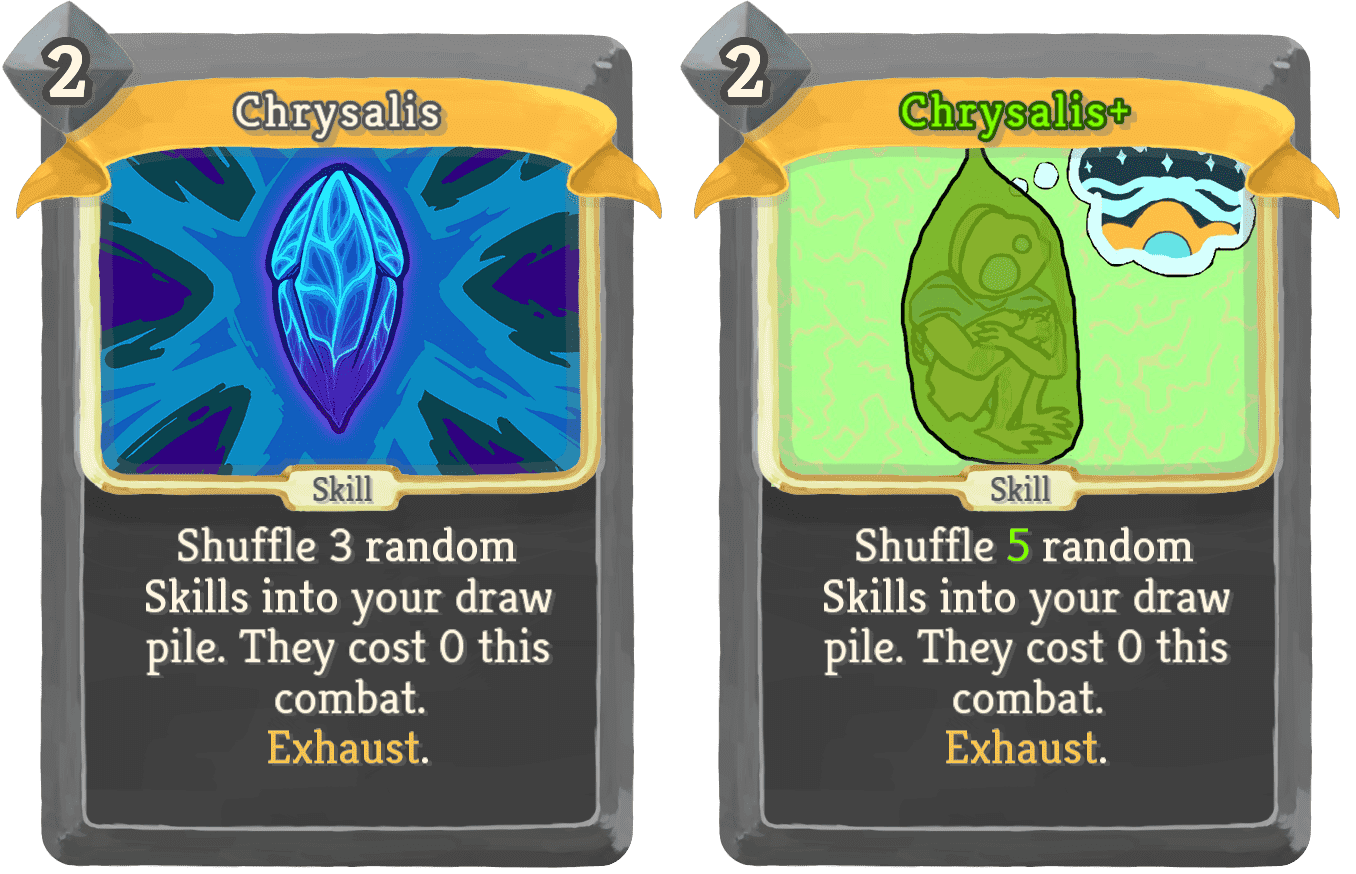 2
Chrysalis
Skill
Shuffle 3 random
Skills into your draw
pile. They cost 0 this
combat.
Exhaust.
2
Chrysalis+
Skill
Shuffle 5 random
Skills into your draw
pile. They cost 0 this
combat.
Exhaust.